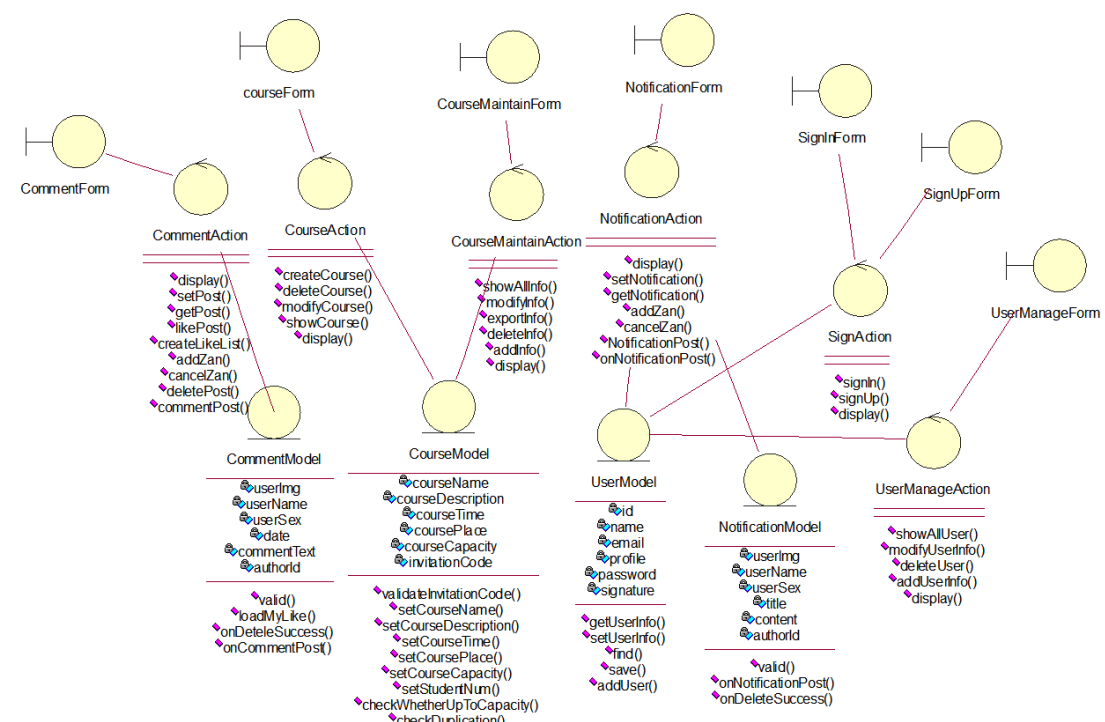 courseForm
CourseMaintainForm
NotificationForm
SignInForm
CommentForm
SignUpForm
CommentAction
display()
setPost()
getPost()
likePost()
createLikeList()
addZan()
cancelZan()
deletePost()
commentPost()
CourseAction
createCourse()
deleteCourse()
modifyCourse()
showCourse()
display()
CourseMaintainAction
showAllInfo()
modifyInfo()
exportInfo()
deleteInfo()
addInfo()
display()
NotificationAction
display()
setNotification()
getNotification()
addZan()
cancelZan()
NotificationPost()
onNotificationPost()
SignAction
signIn()
signUp()
display()
UserManageForm
CommentModel
userImg
userName
userSex
date
commentText
authorId
valid()
loadMyLike()
onDeteleSuccess()
onCommentPost()
CourseModel
courseName
courseDescription
courseTime
coursePlace
courseCapacity
invitationCode
validateInvitationCode()
setCourseName()
setCourseDescription()
setCourseTime()
setCoursePlace()
setCourseCapacity()
setStudentNum()
checkWhetherUpToCapacity()
checkDuplication()
UserModel
id
name
email
profile
password
signature
getUserInfo()
setUserInfo()
find()
save()
addUser()
NotificationModel
userImg
userName
userSex
title
content
authorId
valid()
onNotificationPost()
onDeleteSuccess()
UserManageAction
showAllUser()
modifyUserInfo()
deleteUser()
addUserInfo()
display()